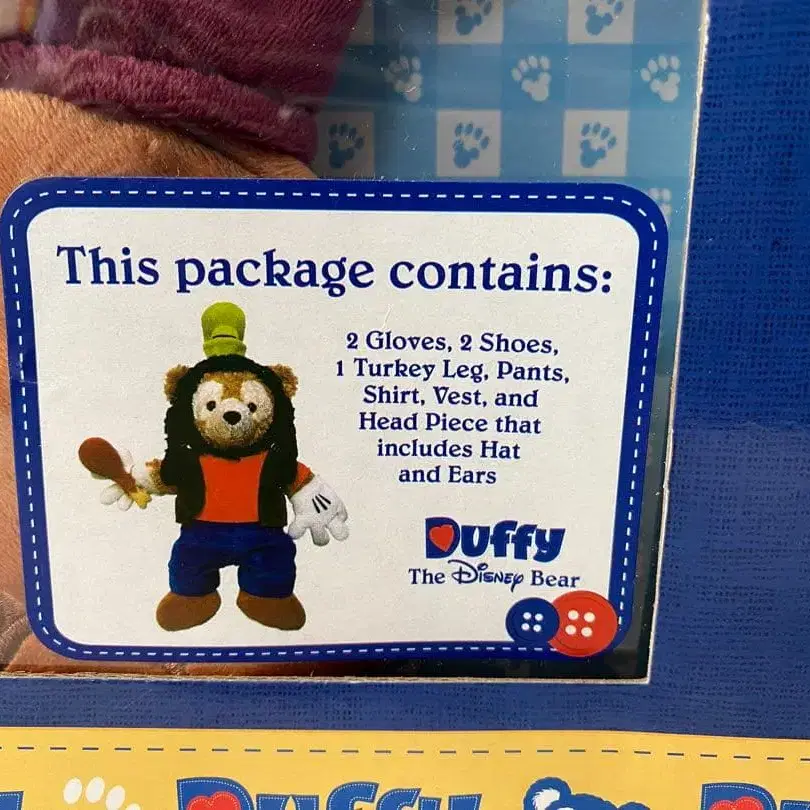 This package contains:
2 Gloves, 2 Shoes,
1 Turkey Leg, Pants,
Shirt, Vest, and
Head Piece that
includes Hat
and Ears
Duffy
The Disney Bear
Duffy